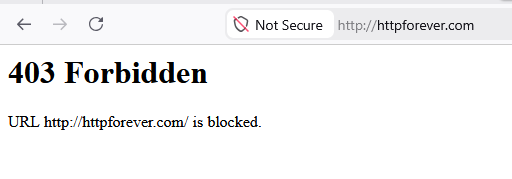 Not Secure http://httpforever.com
403 Forbidden
URL http://httpforever.com/ is blocked.